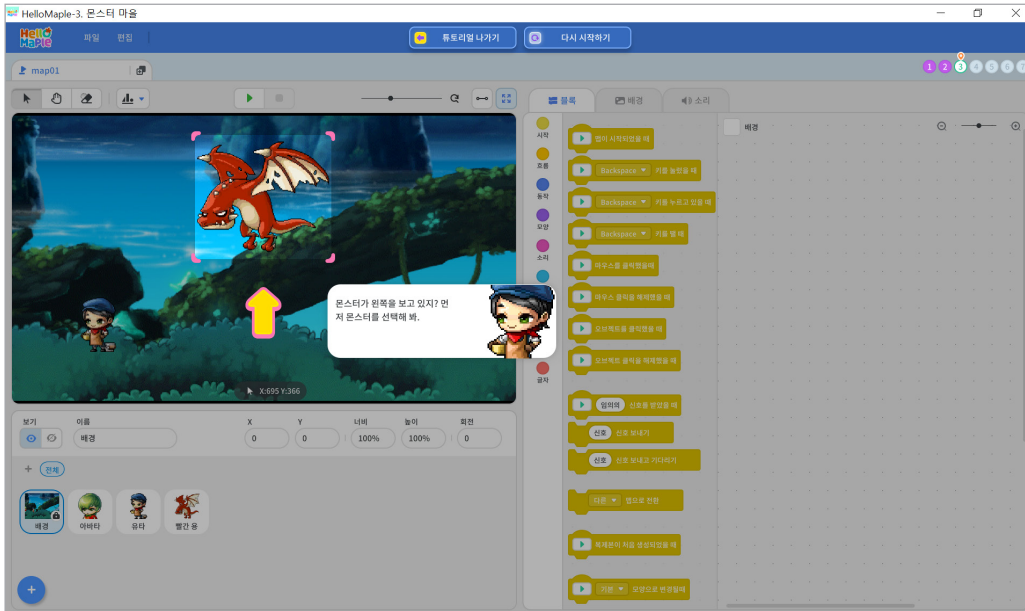 HelloMaple-3. 몬스터 마을
Hello Maple
파일 편집
튜토리얼 나가기
다시 시작하기
map01
1 2 3 4 5 6 7
블록 배경 소리
몬스터가 왼쪽을 보고 있지? 먼
저 몬스터를 선택해 봐.
X:695 Y:366
보기 이름 X Y 너비 높이 회전
배경 0 0 100% 100% 0
전체
배경 아바타 유타 빨간 용
시작
흐름
동작
모양
소리
글자
맵이 시작되었을 때
Backspace 키를 눌렀을 때
Backspace 키를 누르고 있을 때
Backspace 키를 뗄 때
마우스를 클릭했을때
마우스 클릭을 해제했을 때
오브젝트를 클릭했을 때
오브젝트 클릭을 해제했을 때
임의의 신호를 받았을 때
신호 신호 보내기
신호 신호 보내고 기다리기
다음 맵으로 전환
복제본이 처음 생성되었을 때
기본 모양으로 변경될때
배경